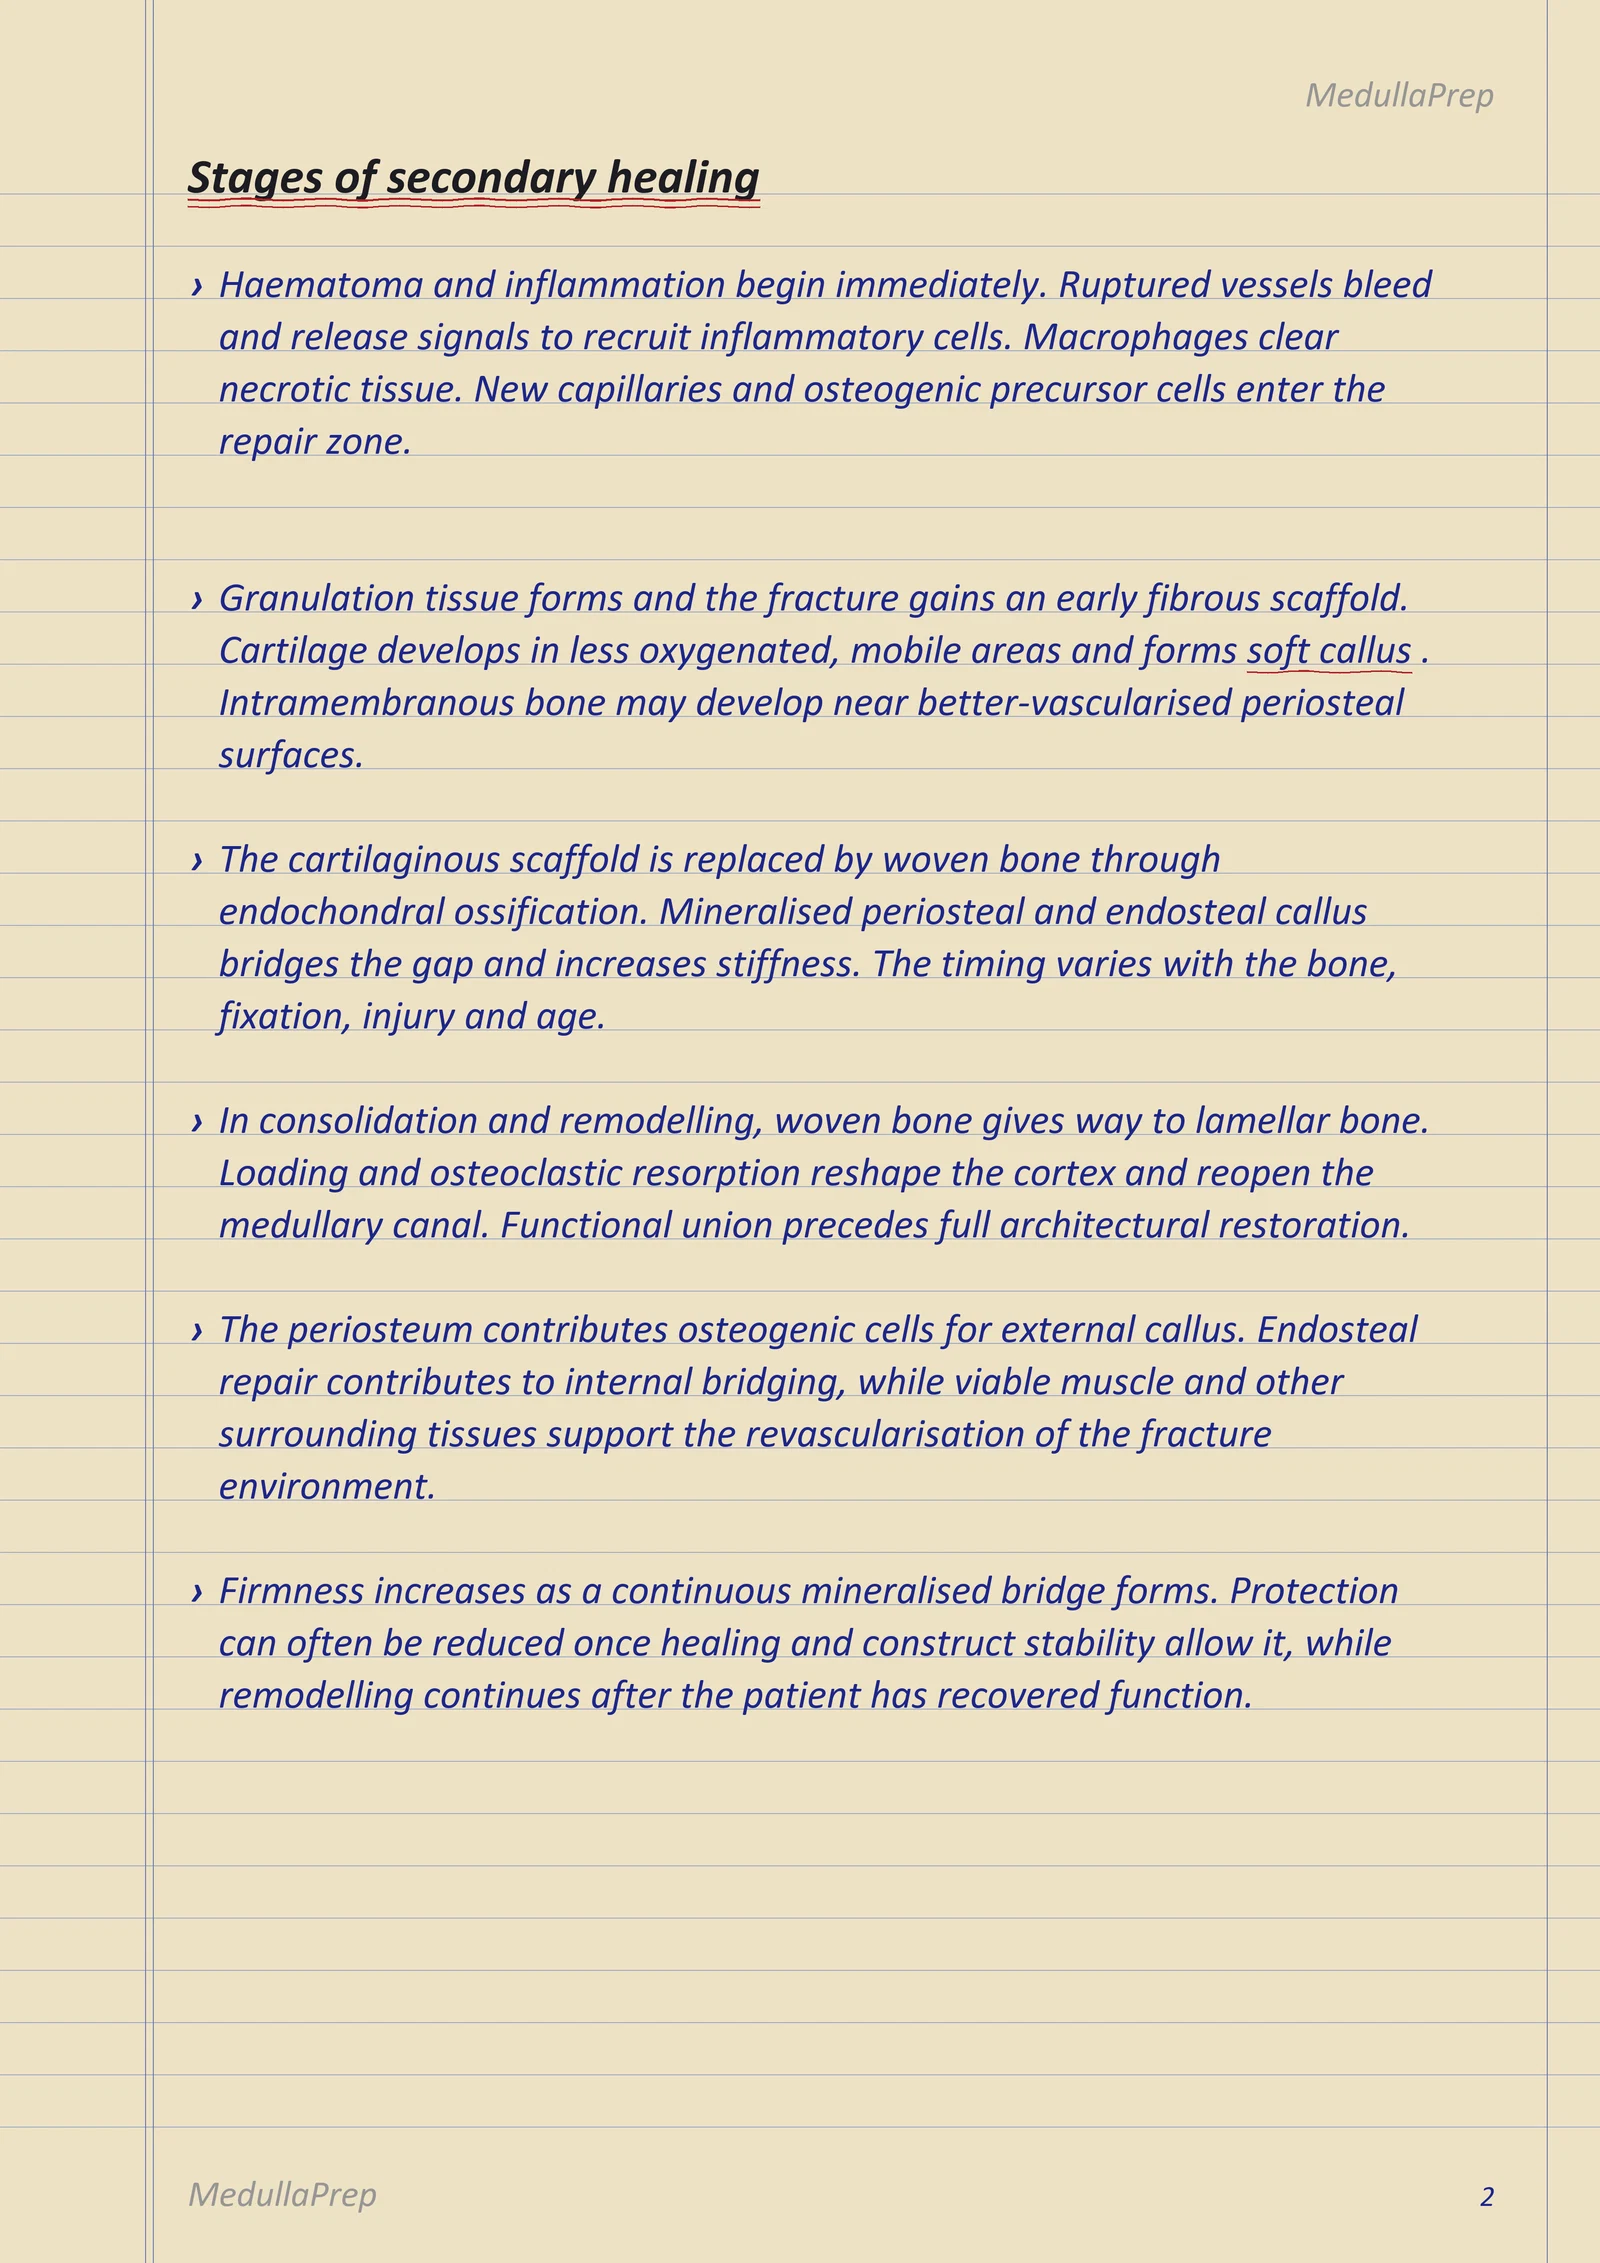 MedullaPrep
Stages of secondary healing
› Haematoma and inflammation begin immediately. Ruptured vessels bleed
and release signals to recruit inflammatory cells. Macrophages clear
necrotic tissue. New capillaries and osteogenic precursor cells enter the
repair zone.
› Granulation tissue forms and the fracture gains an early fibrous scaffold.
Cartilage develops in less oxygenated, mobile areas and forms soft callus .
Intramembranous bone may develop near better-vascularised periosteal
surfaces.
› The cartilaginous scaffold is replaced by woven bone through
endochondral ossification. Mineralised periosteal and endosteal callus
bridges the gap and increases stiffness. The timing varies with the bone,
fixation, injury and age.
› In consolidation and remodelling, woven bone gives way to lamellar bone.
Loading and osteoclastic resorption reshape the cortex and reopen the
medullary canal. Functional union precedes full architectural restoration.
› The periosteum contributes osteogenic cells for external callus. Endosteal
repair contributes to internal bridging, while viable muscle and other
surrounding tissues support the revascularisation of the fracture
environment.
› Firmness increases as a continuous mineralised bridge forms. Protection
can often be reduced once healing and construct stability allow it, while
remodelling continues after the patient has recovered function.
MedullaPrep
2